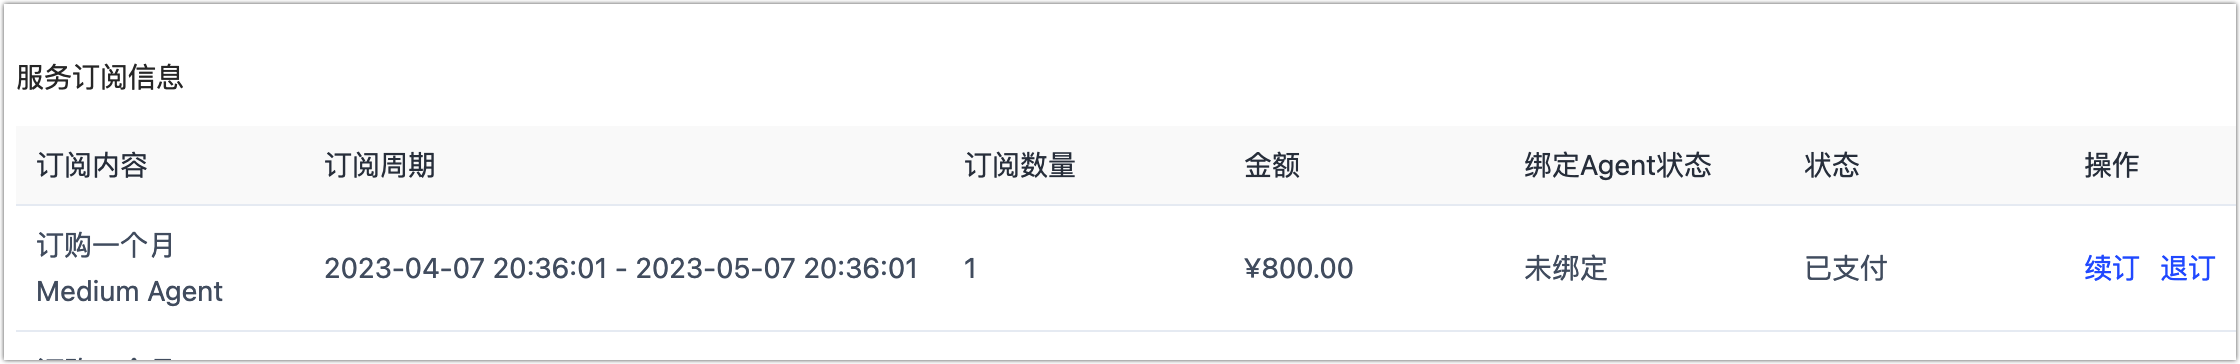 服务订阅信息
订阅内容 订阅周期 订阅数量 金额 绑定Agent状态 状态 操作
订购一个月
Medium Agent
2023-04-07 20:36:01 - 2023-05-07 20:36:01 1 ¥800.00 未绑定 已支付 续订 退订